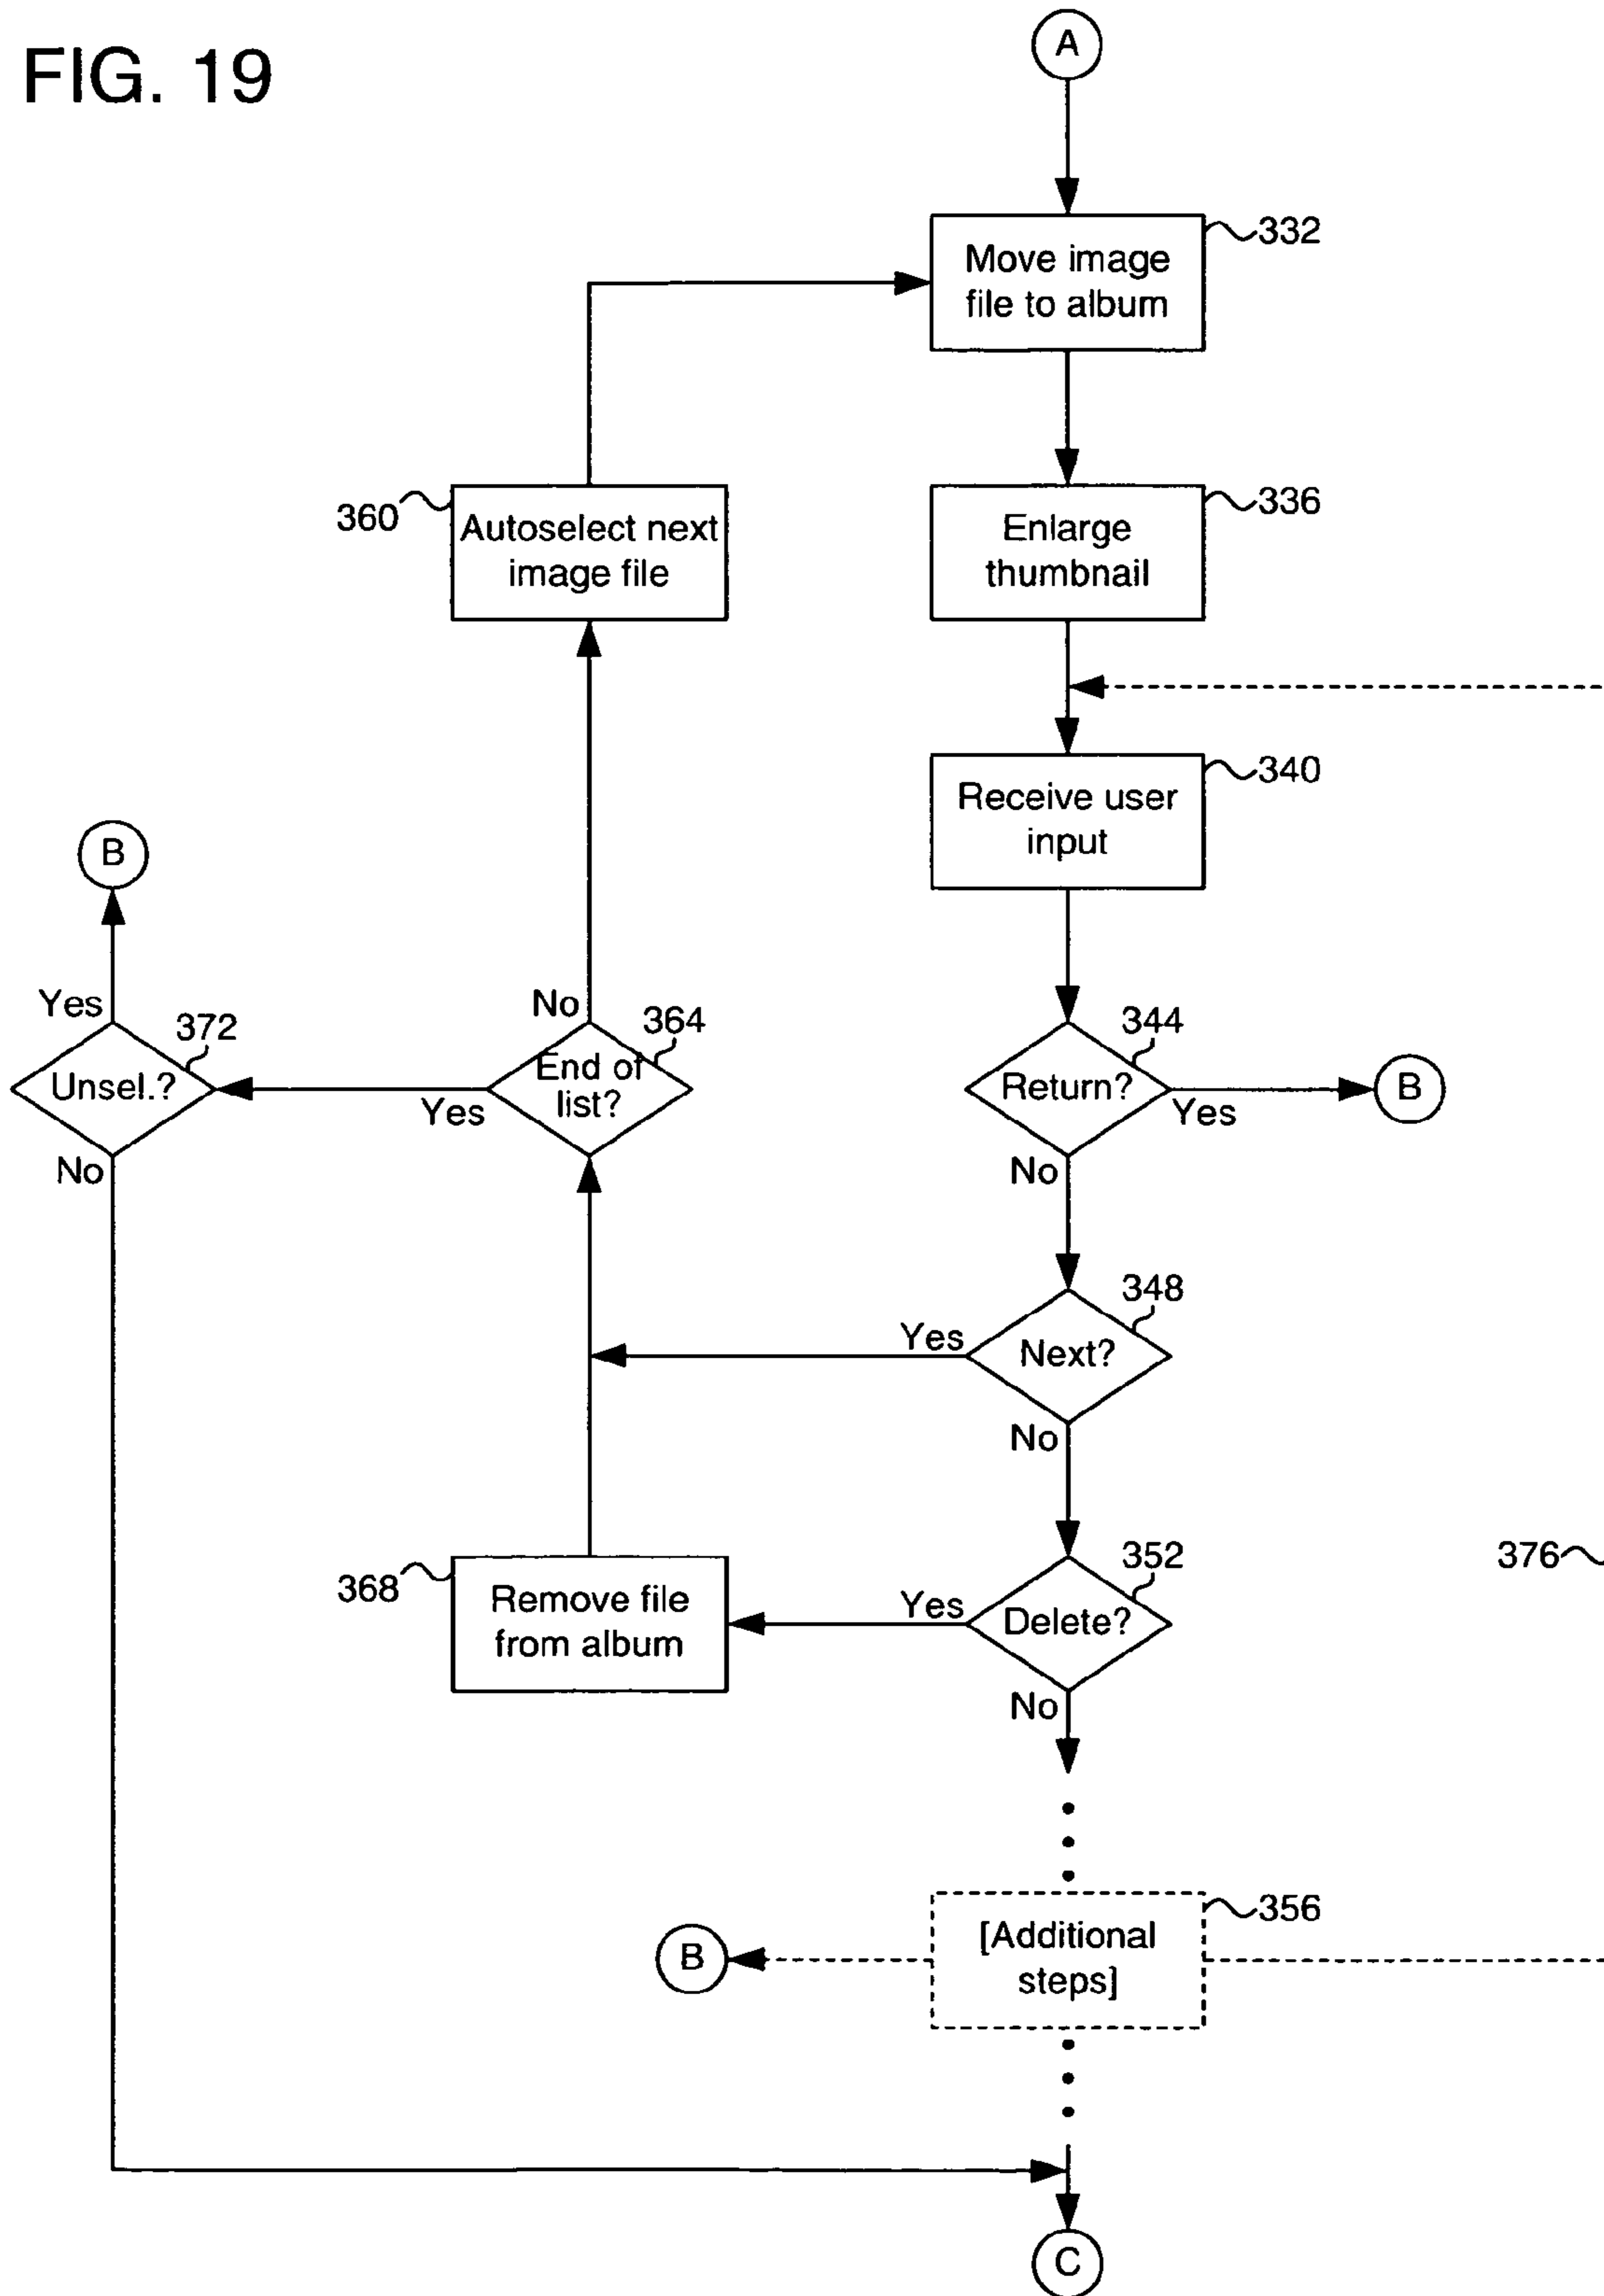 FIG. 19
A
332
Move image
file to album
360
Autoselect next
image file
336
Enlarge
thumbnail
340
Receive user
input
B
Yes
372
Unsel.?
No
No
364
End of
list?
Yes
344
Return?
Yes
B
No
348
Next?
Yes
No
352
Delete?
Yes
No
368
Remove file
from album
376
356
[Additional
steps]
B
C